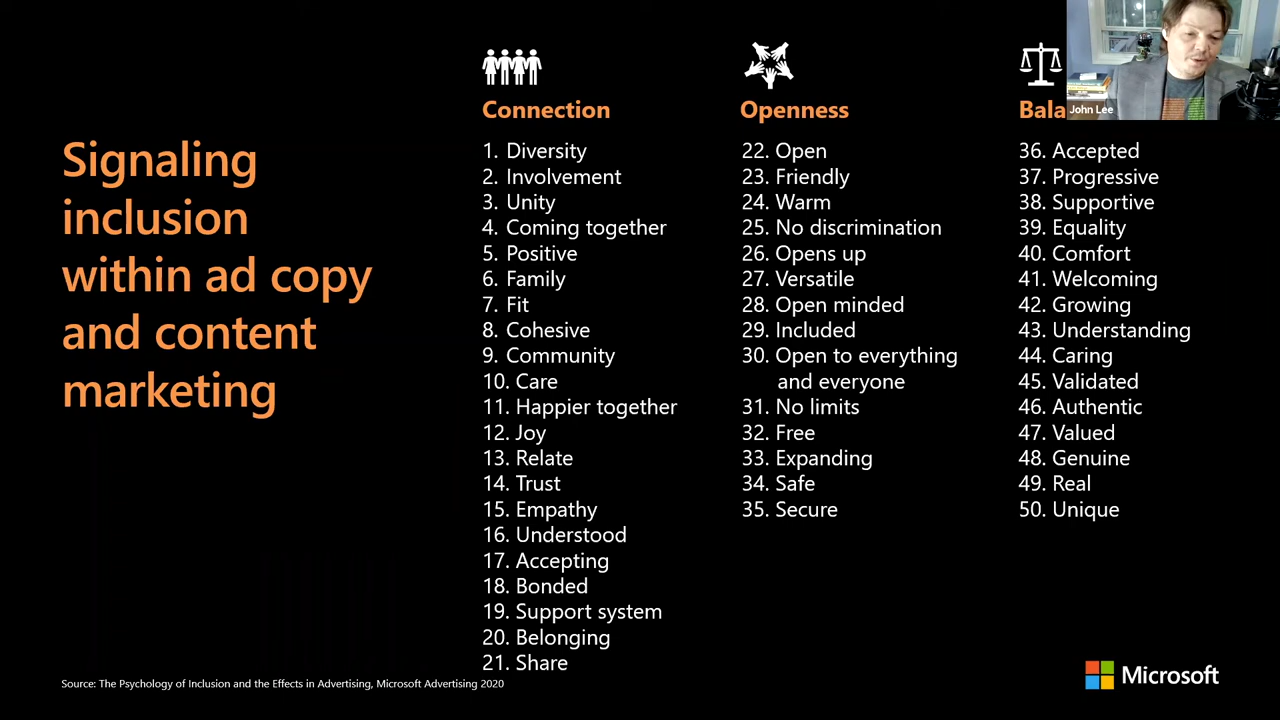 Signaling
inclusion
within ad copy
and content
marketing
Connection
1. Diversity
2. Involvement
3. Unity
4. Coming together
5. Positive
6. Family
7. Fit
8. Cohesive
9. Community
10. Care
11. Happier together
12. Joy
13. Relate
14. Trust
15. Empathy
16. Understood
17. Accepting
18. Bonded
19. Support system
20. Belonging
21. Share
Openness
22. Open
23. Friendly
24. Warm
25. No discrimination
26. Opens up
27. Versatile
28. Open minded
29. Included
30. Open to everything
and everyone
31. No limits
32. Free
33. Expanding
34. Safe
35. Secure
Bala
36. Accepted
37. Progressive
38. Supportive
39. Equality
40. Comfort
41. Welcoming
42. Growing
43. Understanding
44. Caring
45. Validated
46. Authentic
47. Valued
48. Genuine
49. Real
50. Unique
John Lee
Source: The Psychology of Inclusion and the Effects in Advertising, Microsoft Advertising 2020
Microsoft